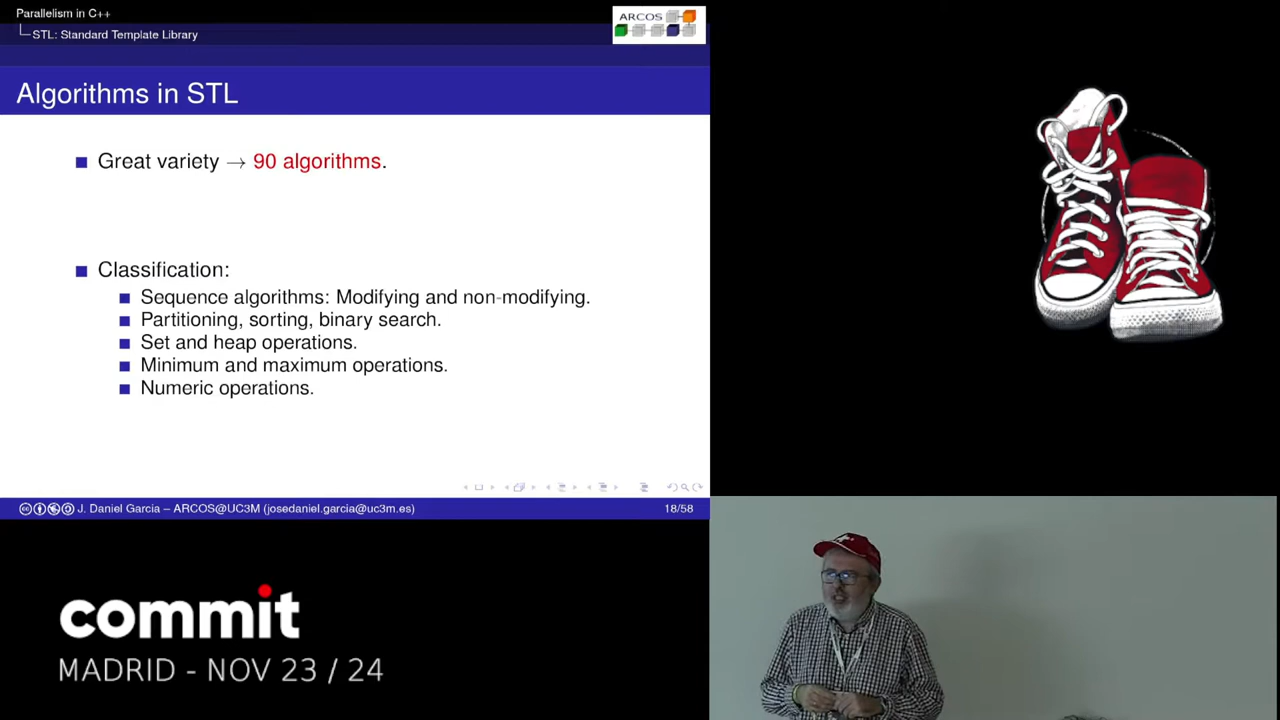 Parallelism in C++
STL: Standard Template Library
ARCOS
Algorithms in STL
Great variety → 90 algorithms.
Classification:
Sequence algorithms: Modifying and non-modifying.
Partitioning, sorting, binary search.
Set and heap operations.
Minimum and maximum operations.
Numeric operations.
J. Daniel Garcia – ARCOS@UC3M (josedaniel.garcia@uc3m.es)
18/58
commit
MADRID - NOV 23 / 24